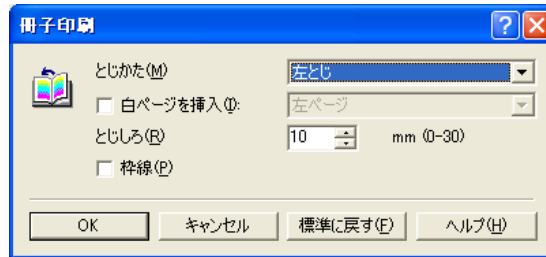 冊子印刷
とじかた(M) 左とじ
白ページを挿入(I): 左ページ
とじしろ(R) 10 mm (0-30)
枠線(P)
OK キャンセル 標準に戻す(F) ヘルプ(H)